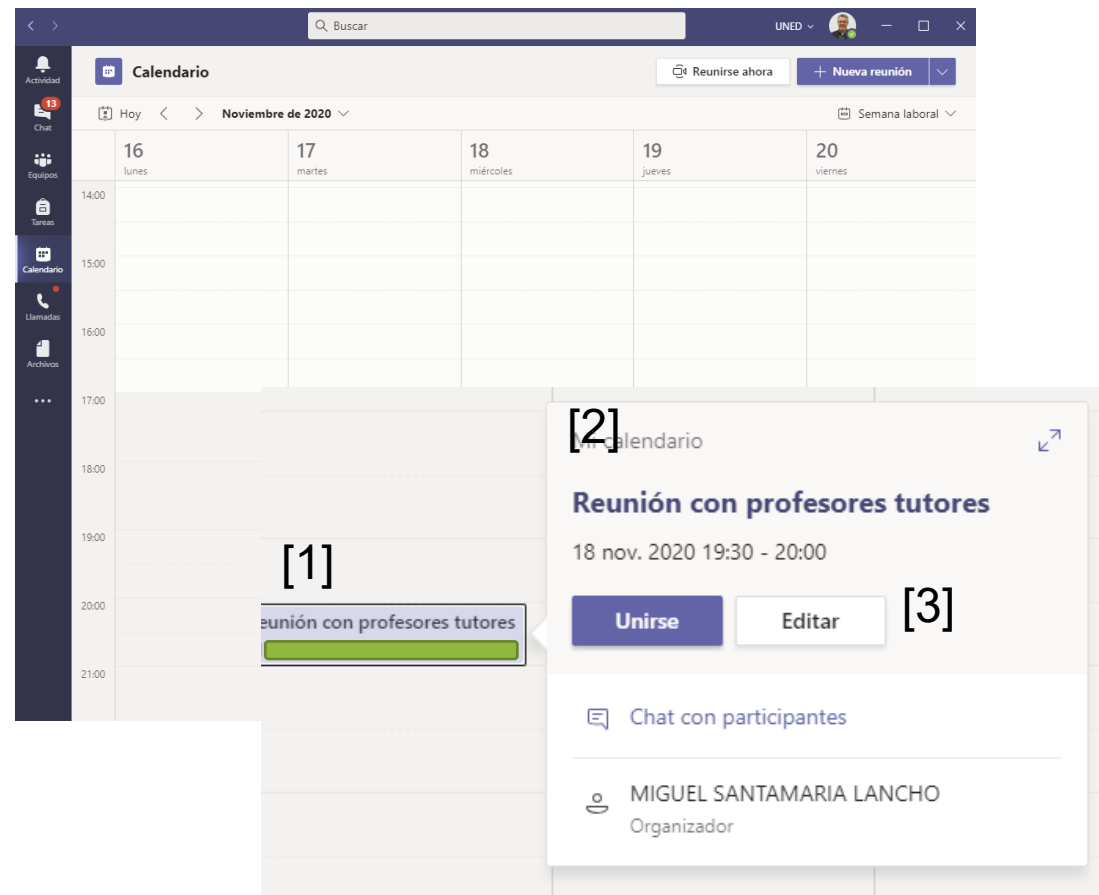 Buscar
UNED
Actividad
13
Chat
Equipos
Tareas
Calendario
Llamadas
Archivos
Calendario
Reunirse ahora
Nueva reunión
Hoy
Noviembre de 2020
Semana laboral
16
lunes
17
martes
18
miércoles
19
jueves
20
viernes
14:00
15:00
16:00
17:00
18:00
19:00
20:00
21:00
[1]
eunión con profesores tutores
[2]
Mi calendario
Reunión con profesores tutores
18 nov. 2020 19:30 - 20:00
Unirse
Editar
[3]
Chat con participantes
MIGUEL SANTAMARIA LANCHO
Organizador